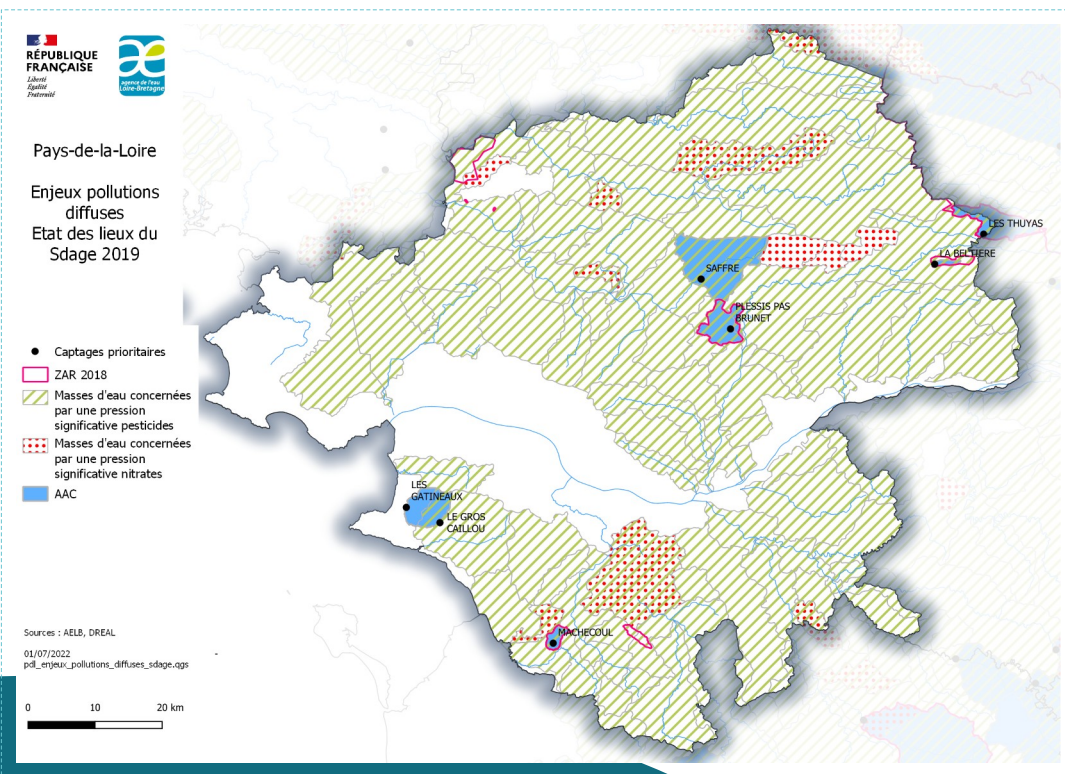 RÉPUBLIQUE
FRANÇAISE
Liberté
Égalité
Fraternité
agence de l'eau
Loire-Bretagne
Pays-de-la-Loire
Enjeux pollutions
diffuses
Etat des lieux du
Sdage 2019
Captages prioritaires
ZAR 2018
Masses d'eau concernées
par une pression
significative pesticides
Masses d'eau concernées
par une pression
significative nitrates
AAC
Sources : AELB, DREAL
01/07/2022
pdl_enjeux_pollutions_diffuses_sdage.qgs
0 10 20 km
LES THUYAS
LA BELTIERE
SAFFRE
PLESSIS PAS
BRUNET
LES
GATINEAUX
LE GROS
CAILLOU
MACHECOUL